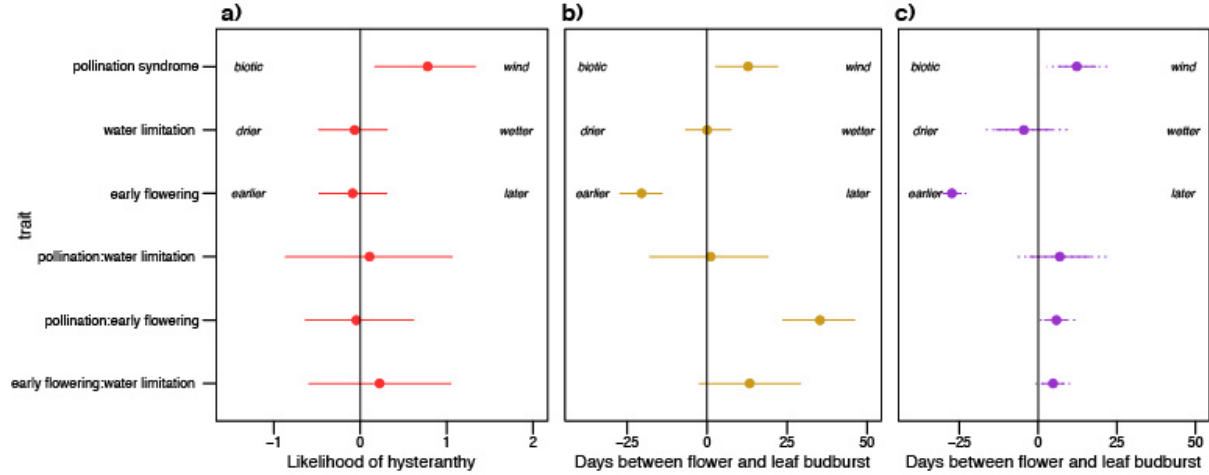 a)
b)
c)
pollination syndrome
biotic
wind
biotic
wind
biotic
wind
water limitation
drier
wetter
drier
wetter
drier
wetter
early flowering
earlier
later
earlier
later
earlier
later
trait
pollination:water limitation
pollination:early flowering
early flowering:water limitation
−1
0
1
2
−25
0
25
50
−25
0
25
50
Likelihood of hysteranthy
Days between flower and leaf budburst
Days between flower and leaf budburst